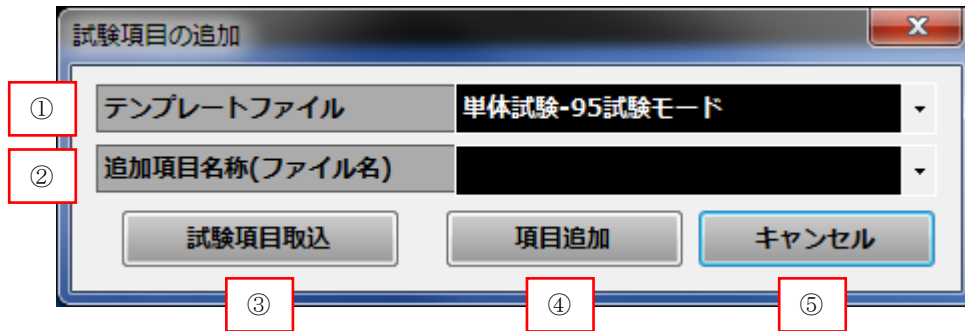 試験項目の追加
① テンプレートファイル 単体試験-95試験モード
② 追加項目名称(ファイル名)
試験項目取込 項目追加 キャンセル
③ ④ ⑤